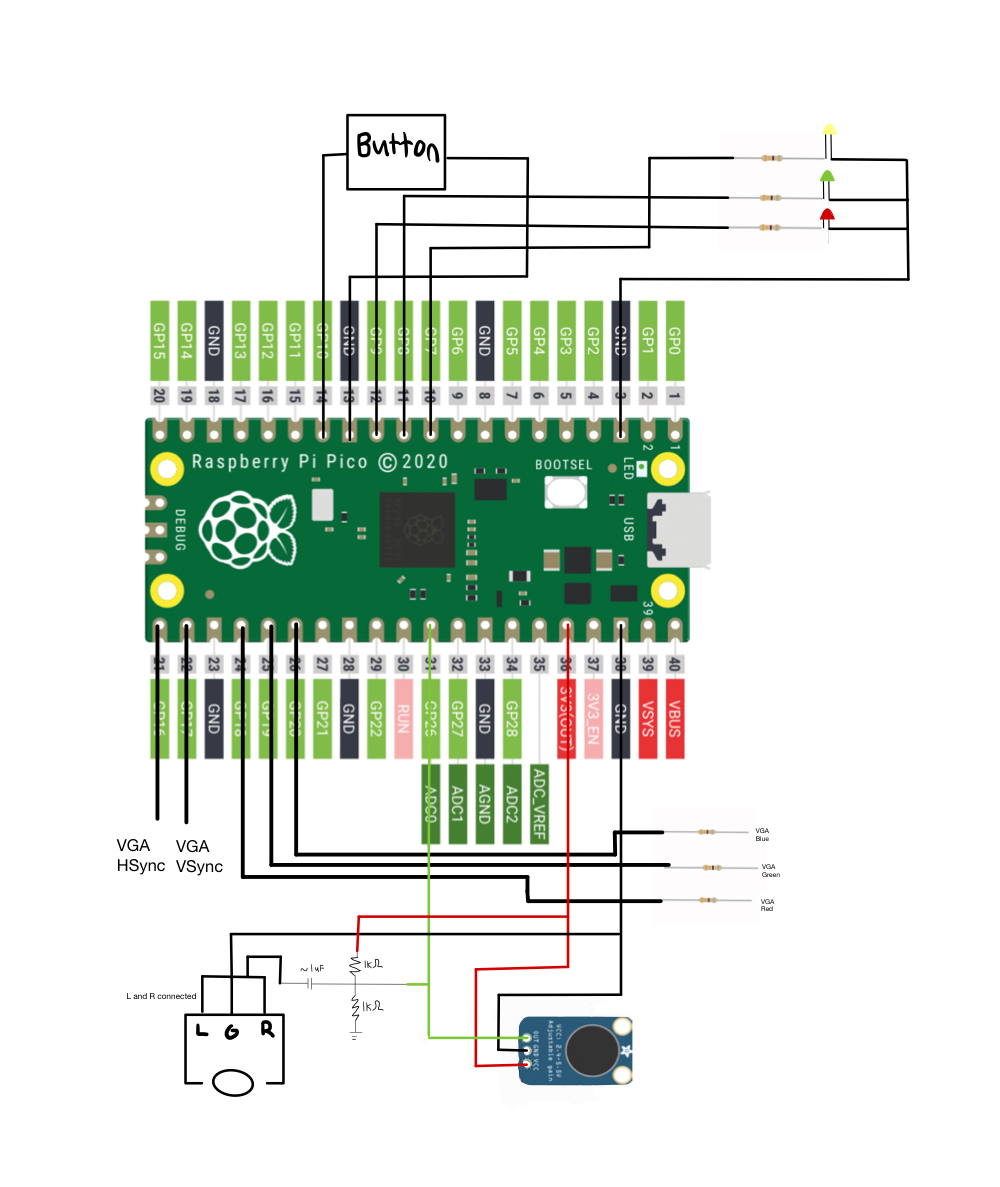 Button
GP15 GP14 GND GP13 GP12 GP11 GP10 GND GP9 GP8 GP7 GP6 GND GP5 GP4 GP3 GP2 GND GP1 GP0
20 19 18 17 16 15 14 13 12 11 10 9 8 7 6 5 4 3 2 1
2 1
Raspberry Pi Pico © 2020
BOOTSEL
LED
DEBUG
USB
39
21 22 23 24 25 26 27 28 29 30 31 32 33 34 35 36 37 38 39 40
GP16 GP17 GND GP18 GP19 GP20 GP21 GND GP22 RUN GP26 GP27 GND GP28 3V3(OUT) 3V3_EN GND VSYS VBUS
ADC0 ADC1 AGND ADC2 ADC_VREF
VGA
HSync
VGA
VSync
VGA
Blue
VGA
Green
VGA
Red
~1uF
1kΩ
1kΩ
L and R connected
L G R
OUT GND VCC
Adjustable gain
VCC: 2.4-5.5V